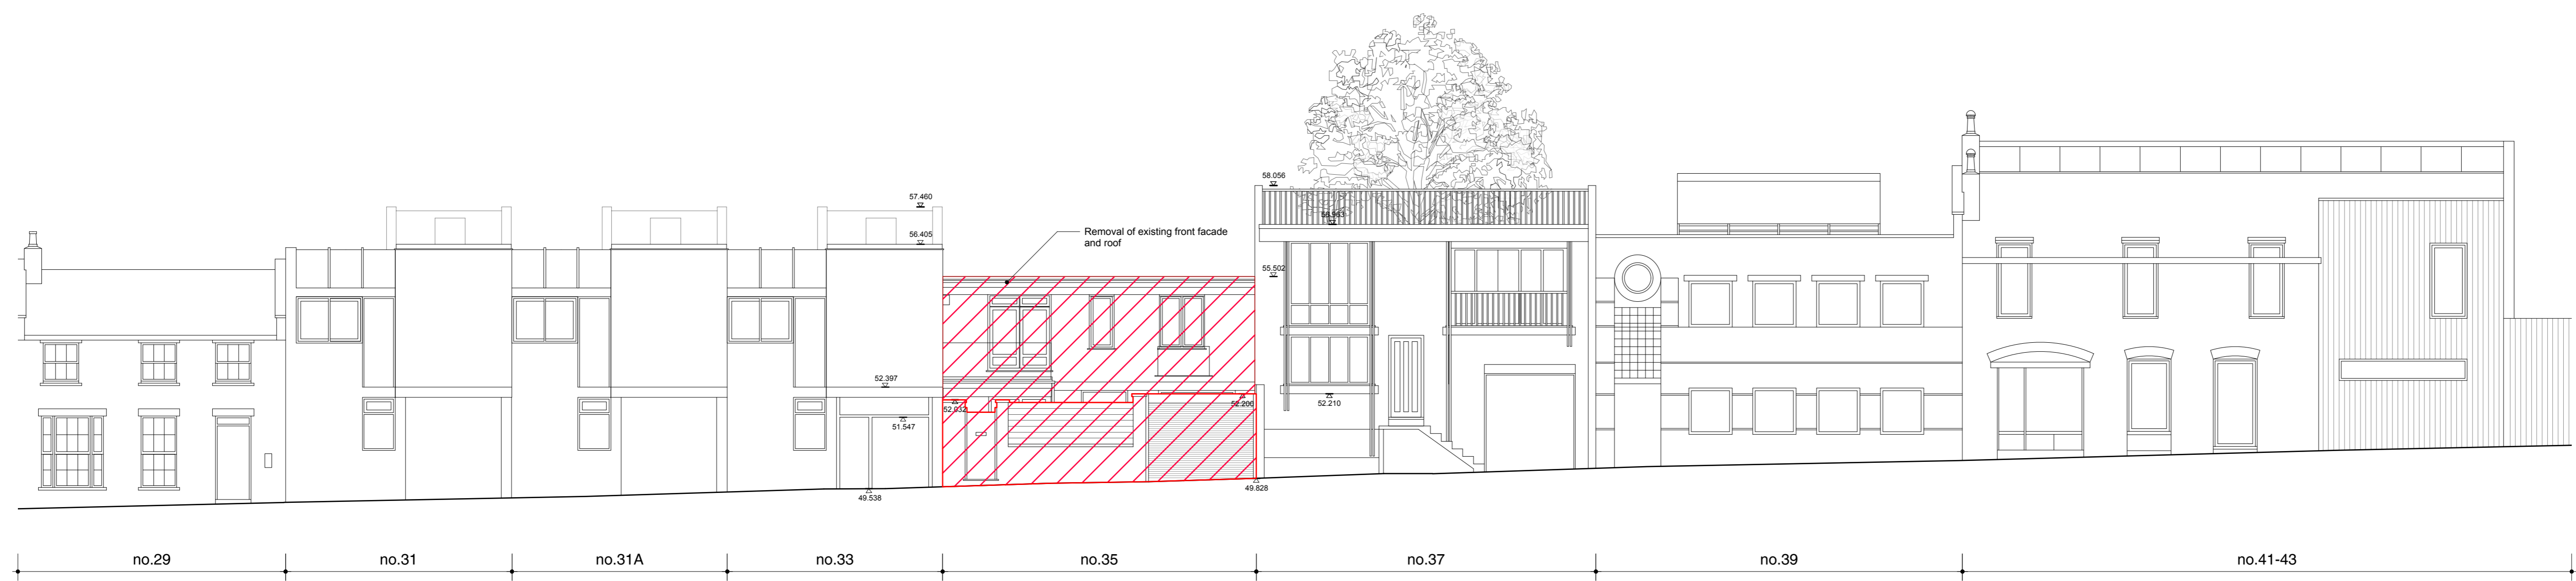 58.056
57.460
56.963
Removal of existing front facade
and roof
56.405
55.502
52.397
52.032
52.206
52.210
51.547
49.538
49.828
no.29
no.31
no.31A
no.33
no.35
no.37
no.39
no.41-43